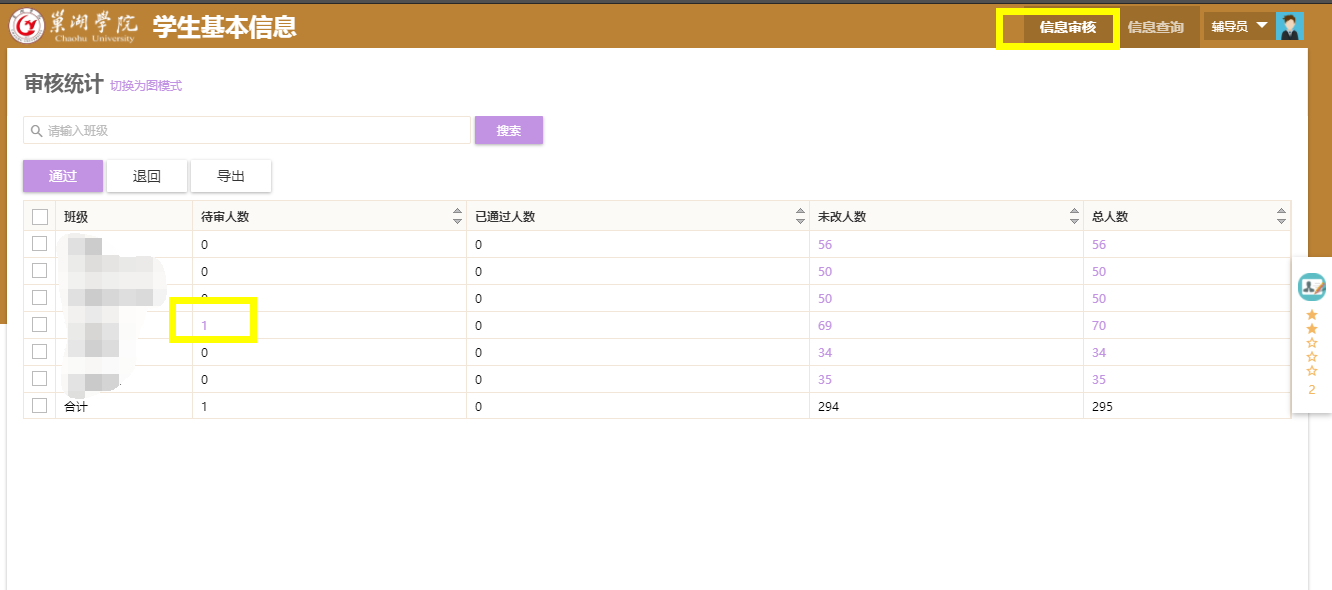 巢湖学院 学生基本信息 信息审核 信息查询 辅导员
Chaohu University
审核统计 切换为图模式
请输入班级 搜索
通过 退回 导出
班级 待审人数 已通过人数 未改人数 总人数
0 0 56 56
0 0 50 50
0 50 50
1 0 69 70
0 0 34 34
0 0 35 35
合计 1 0 294 295
2